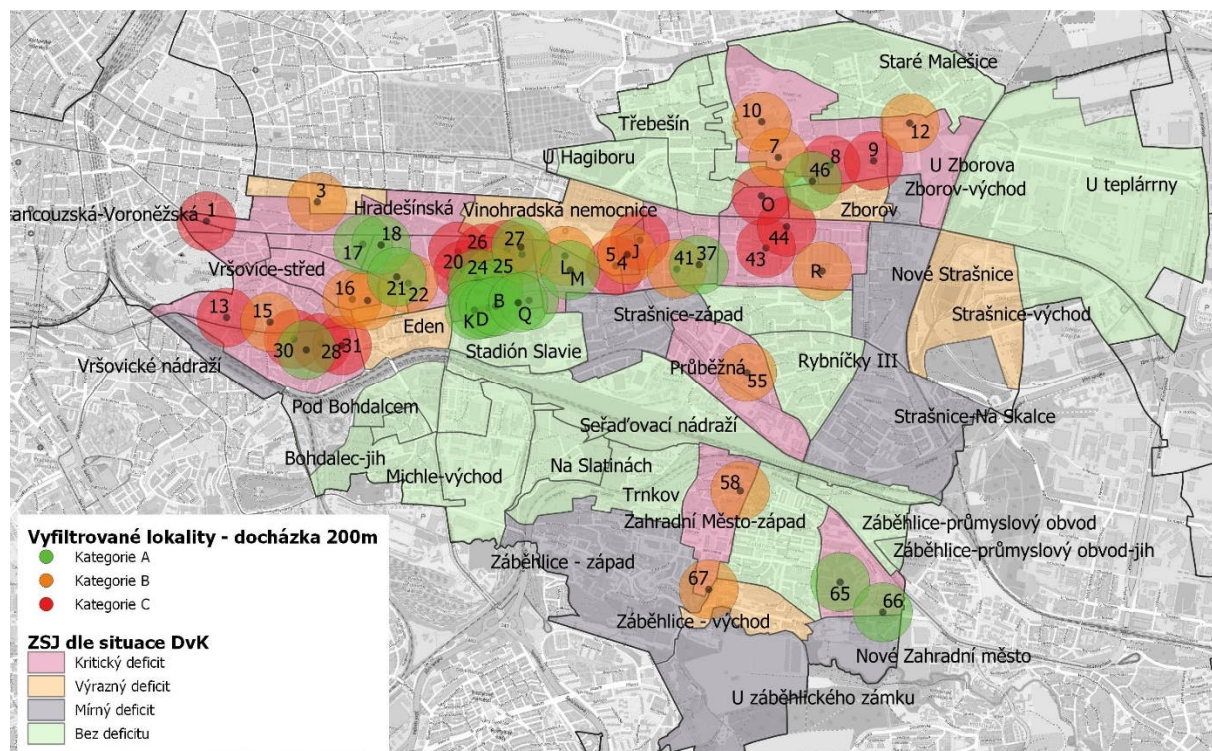 Staré Malešice
10
12
Třebešín
7
8
9
U Hagiboru
46
U Zborova
Zborov-východ
U teplárrny
3
Francouzská-Voroněžská
1
Hradešínská
Vinohradská nemocnice
O
Zborov
17
18
20
26
27
5
J
4
44
43
Vršovice-střed
24
25
L
M
41
37
R
Nové Strašnice
21
22
16
B
K
D
Q
13
15
Eden
Strašnice-západ
Strašnice-východ
30
28
31
Stadión Slavie
Vršovické nádraží
Průběžná
Rybníčky III
55
Pod Bohdalcem
Seřaďovací nádraží
Strašnice-Na Skalce
Bohdalec-jih
Michle-východ
Na Slatinách
Trnkov
58
Zahradní Město-západ
Záběhlice-průmyslový obvod
Záběhlice-průmyslový obvod-jih
Záběhlice - západ
67
65
66
Záběhlice - východ
Nové Zahradní město
U záběhlického zámku
Vyfiltrované lokality - docházka 200m
Kategorie A
Kategorie B
Kategorie C
ZSJ dle situace DvK
Kritický deficit
Výrazný deficit
Mírný deficit
Bez deficitu